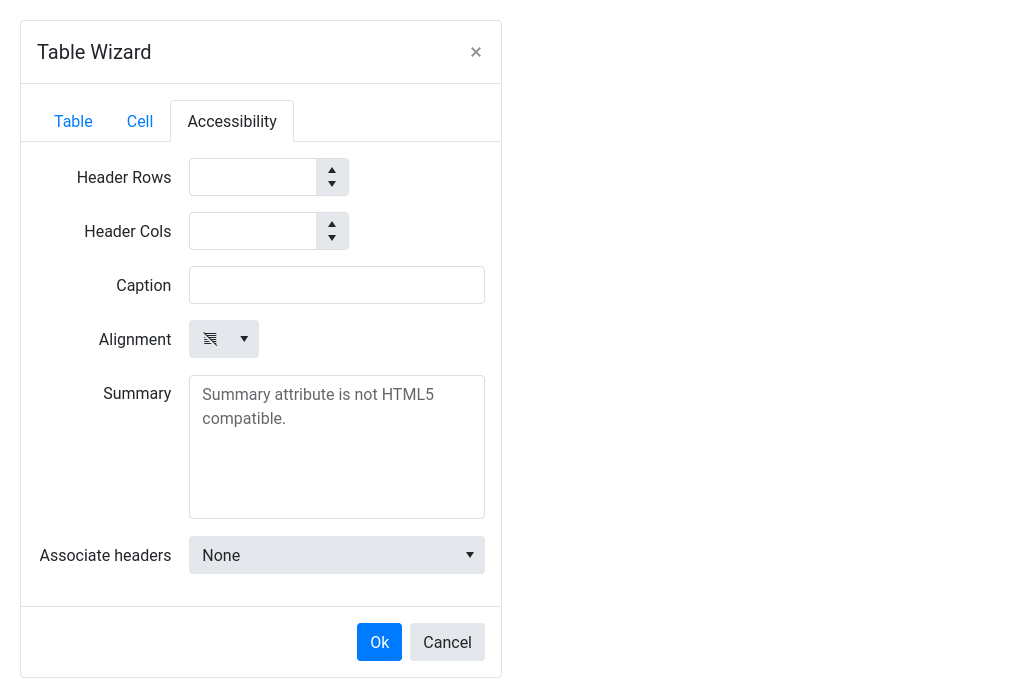 Table Wizard
×
Table Cell Accessibility
Header Rows
Header Cols
Caption
Alignment
Summary
Summary attribute is not HTML5
compatible.
Associate headers None
Ok Cancel